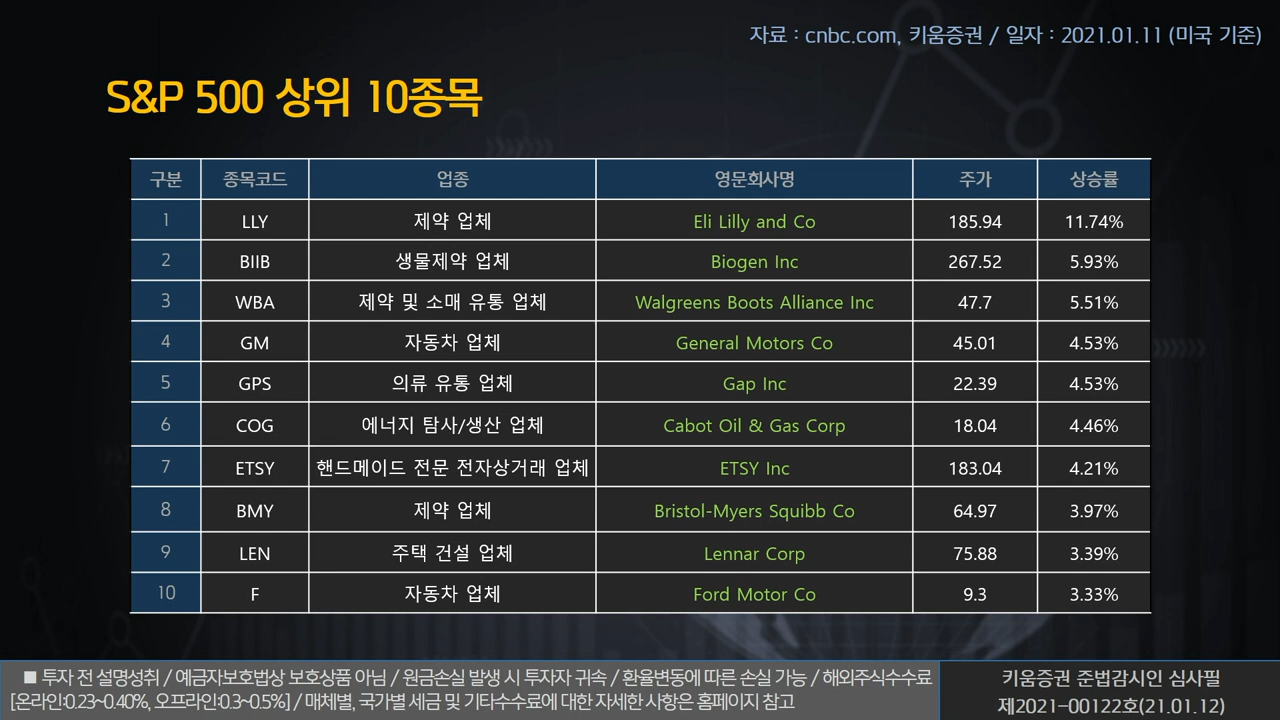 자료 : cnbc.com, 키움증권 / 일자 : 2021.01.11 (미국 기준)
S&P 500 상위 10종목
구분 종목코드 업종 영문회사명 주가 상승률
1 LLY 제약 업체 Eli Lilly and Co 185.94 11.74%
2 BIIB 생물제약 업체 Biogen Inc 267.52 5.93%
3 WBA 제약 및 소매 유통 업체 Walgreens Boots Alliance Inc 47.7 5.51%
4 GM 자동차 업체 General Motors Co 45.01 4.53%
5 GPS 의류 유통 업체 Gap Inc 22.39 4.53%
6 COG 에너지 탐사/생산 업체 Cabot Oil & Gas Corp 18.04 4.46%
7 ETSY 핸드메이드 전문 전자상거래 업체 ETSY Inc 183.04 4.21%
8 BMY 제약 업체 Bristol-Myers Squibb Co 64.97 3.97%
9 LEN 주택 건설 업체 Lennar Corp 75.88 3.39%
10 F 자동차 업체 Ford Motor Co 9.3 3.33%
■ 투자 전 설명성취 / 예금자보호법상 보호상품 아님 / 원금손실 발생 시 투자자 귀속 / 환율변동에 따른 손실 가능 / 해외주식수수료
[온라인:0.23~0.40%, 오프라인:0.3~0.5%] / 매체별, 국가별 세금 및 기타수수료에 대한 자세한 사항은 홈페이지 참고
키움증권 준법감시인 심사필
제2021-00122호(21.01.12)